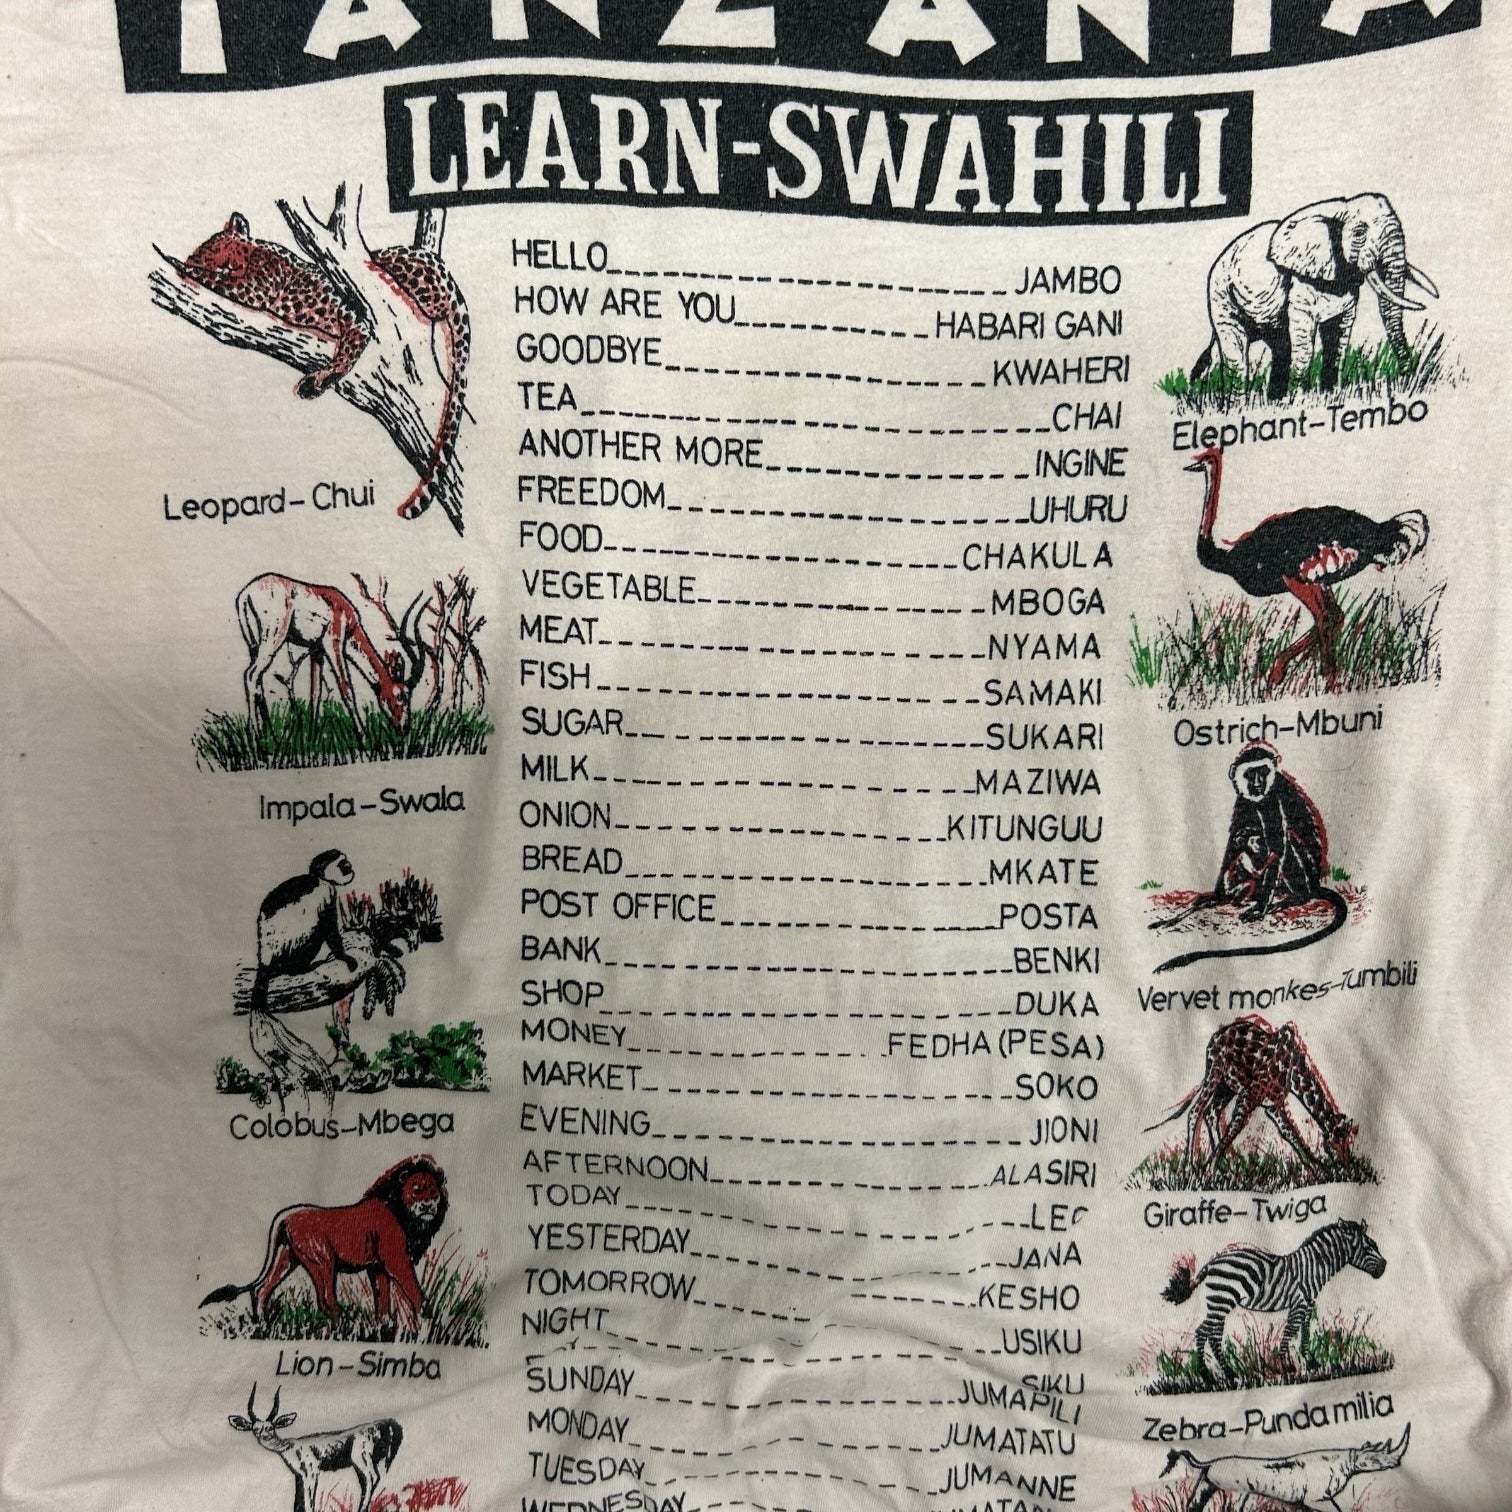 TANZANIA
LEARN-SWAHILI
HELLO JAMBO
HOW ARE YOU HABARI GANI
GOODBYE KWAHERI
TEA CHAI
ANOTHER MORE INGINE
FREEDOM UHURU
FOOD CHAKULA
VEGETABLE MBOGA
MEAT NYAMA
FISH SAMAKI
SUGAR SUKARI
MILK MAZIWA
ONION KITUNGUU
BREAD MKATE
POST OFFICE POSTA
BANK BENKI
SHOP DUKA
MONEY FEDHA (PESA)
MARKET SOKO
EVENING JIONI
AFTERNOON ALASIRI
TODAY LEO
YESTERDAY JANA
TOMORROW KESHO
NIGHT USIKU
SIKU
SUNDAY JUMAPILI
MONDAY JUMATATU
TUESDAY JUMANNE
WEDNESDAY
Leopard-Chui
Impala-Swala
Colobus-Mbega
Lion-Simba
Elephant-Tembo
Ostrich-Mbuni
Vervet monkes-Tumbili
Giraffe-Twiga
Zebra-Punda milia